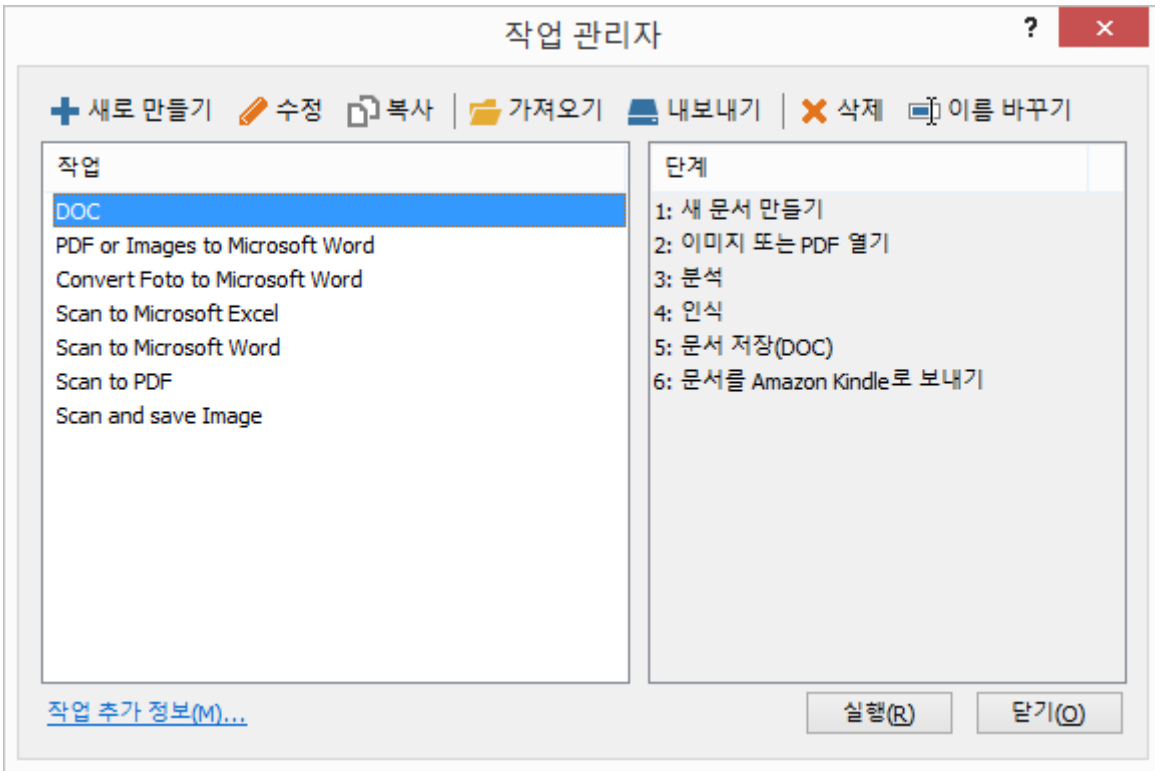 작업 관리자
?
새로 만들기 수정 복사 가져오기 내보내기 삭제 이름 바꾸기
작업
DOC
PDF or Images to Microsoft Word
Convert Foto to Microsoft Word
Scan to Microsoft Excel
Scan to Microsoft Word
Scan to PDF
Scan and save Image
단계
1: 새 문서 만들기
2: 이미지 또는 PDF 열기
3: 분석
4: 인식
5: 문서 저장(DOC)
6: 문서를 Amazon Kindle로 보내기
작업 추가 정보(M)...
실행(R)
닫기(O)